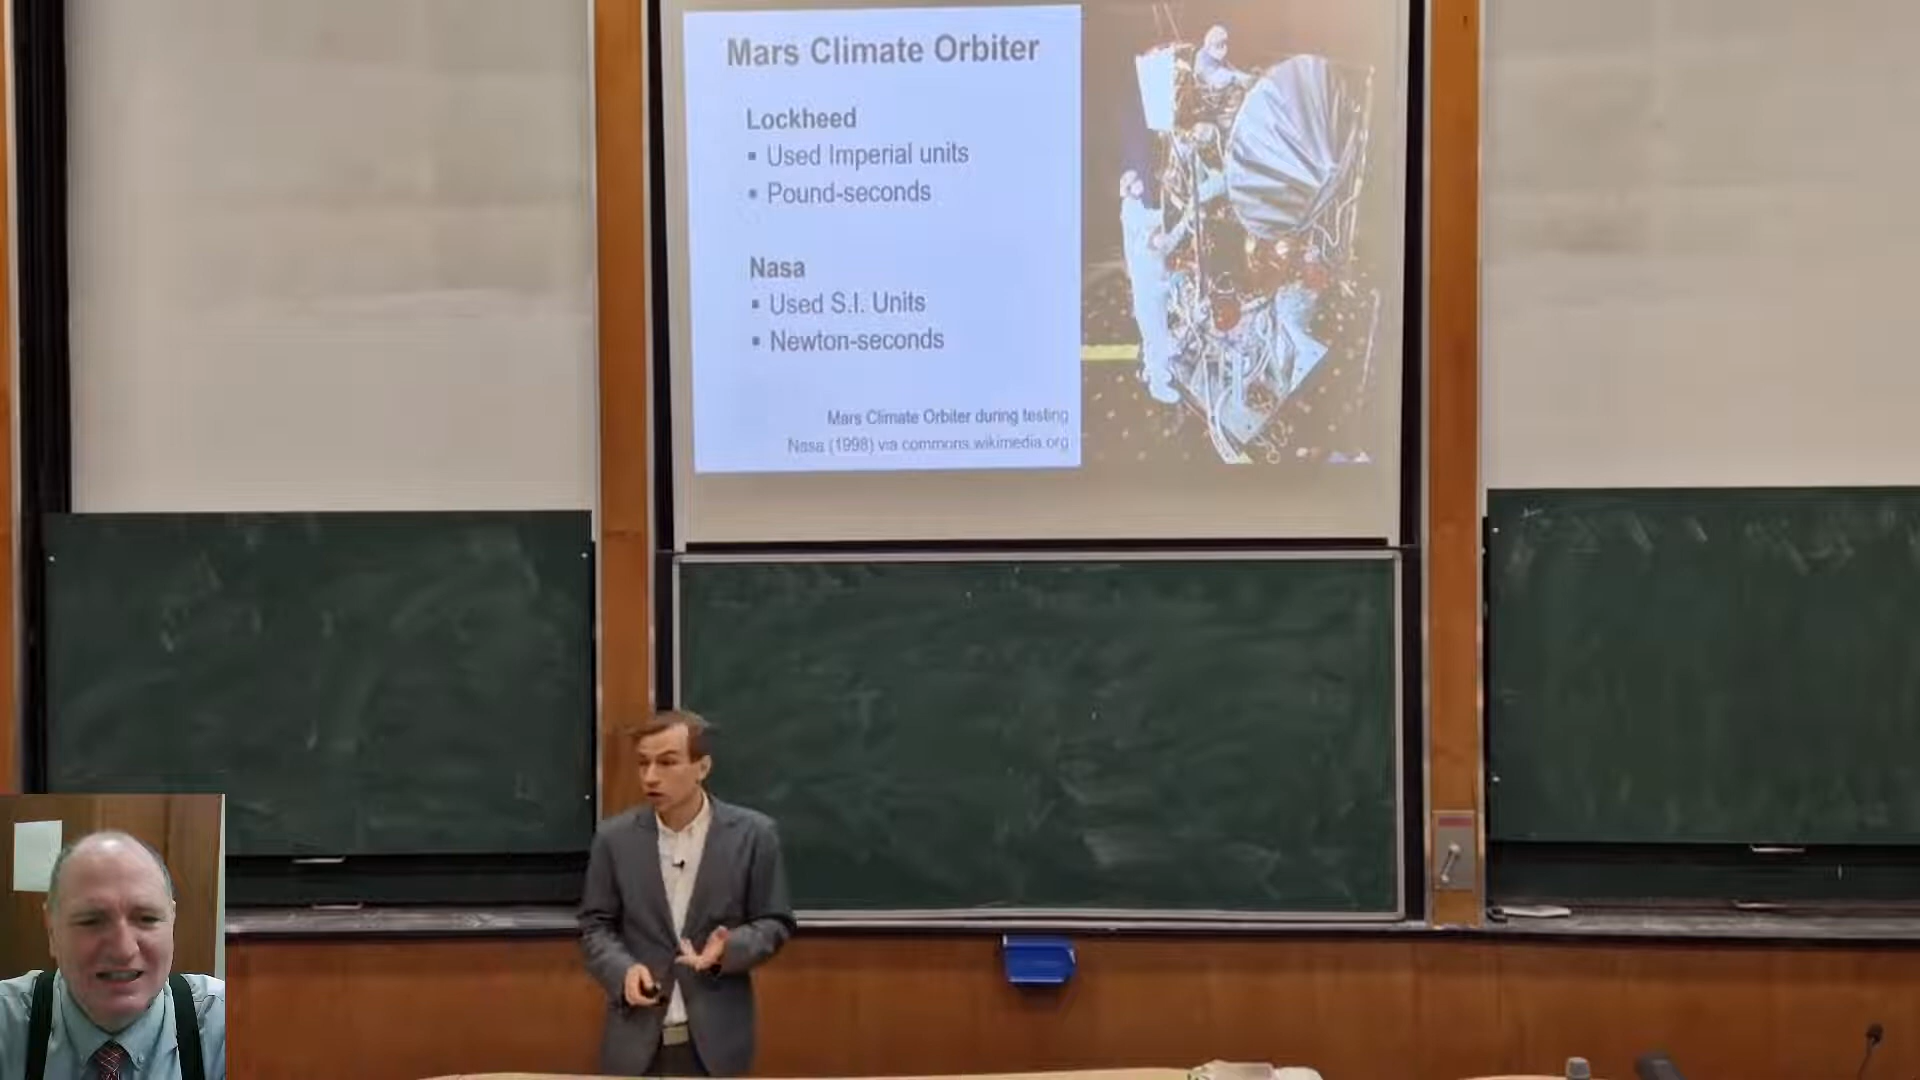 Mars Climate Orbiter
Lockheed
▪ Used Imperial units
▪ Pound-seconds
Nasa
▪ Used S.I. Units
▪ Newton-seconds
Mars Climate Orbiter during testing
Nasa (1998) via commons.wikimedia.org